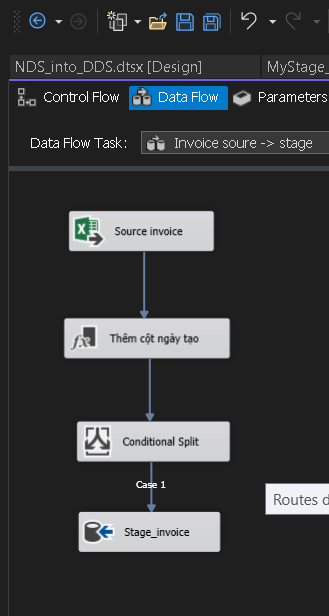 NDS_into_DDS.dtsx [Design]
MyStage_
Control Flow
Data Flow
Parameters
Data Flow Task:
Invoice soure -> stage
Source invoice
fx
Thêm cột ngày tạo
Conditional Split
Case 1
Routes d
Stage_invoice